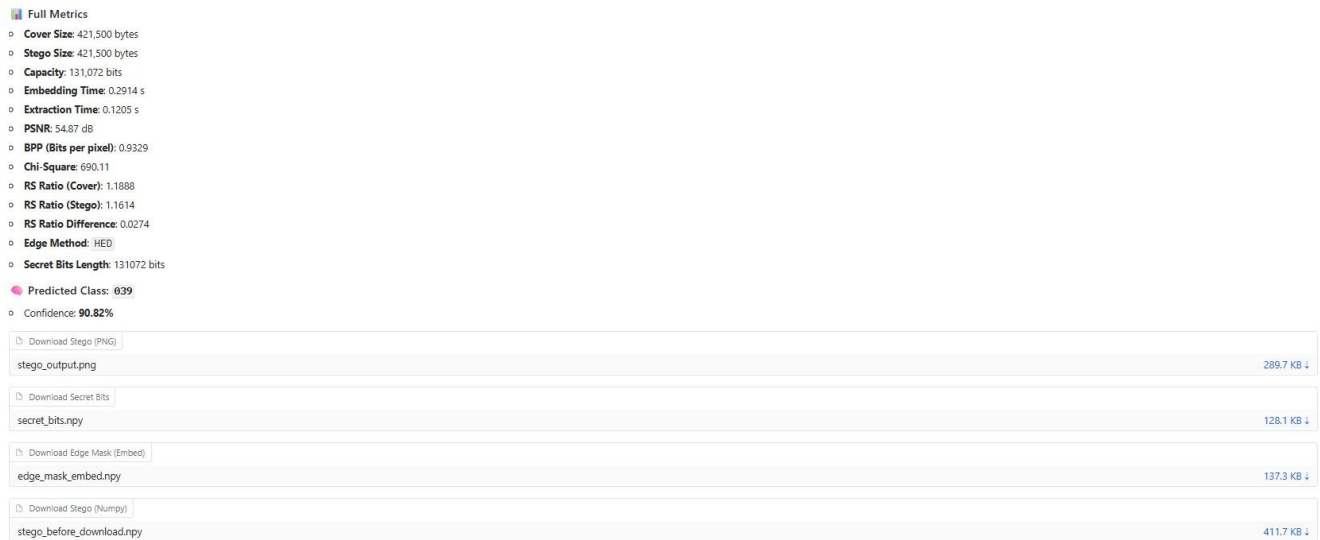 📊 Full Metrics
Cover Size: 421,500 bytes
Stego Size: 421,500 bytes
Capacity: 131,072 bits
Embedding Time: 0.2914 s
Extraction Time: 0.1205 s
PSNR: 54.87 dB
BPP (Bits per pixel): 0.9329
Chi-Square: 690.11
RS Ratio (Cover): 1.1888
RS Ratio (Stego): 1.1614
RS Ratio Difference: 0.0274
Edge Method: HED
Secret Bits Length: 131072 bits
🧠 Predicted Class: 039
Confidence: 90.82%
Download Stego (PNG)
stego_output.png 289.7 KB ↓
Download Secret Bits
secret_bits.npy 128.1 KB ↓
Download Edge Mask (Embed)
edge_mask_embed.npy 137.3 KB ↓
Download Stego (Numpy)
stego_before_download.npy 411.7 KB ↓